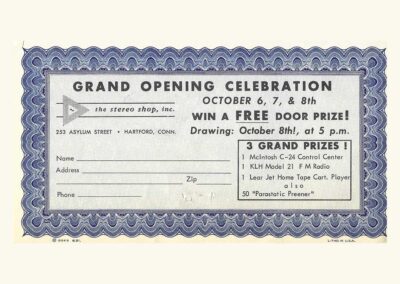 GRAND OPENING CELEBRATION
OCTOBER 6, 7, & 8th
the stereo shop, inc.
WIN A FREE DOOR PRIZE!
253 ASYLUM STREET • HARTFORD, CONN.
Drawing: October 8th!, at 5 p.m.
3 GRAND PRIZES !
1 McIntosh C-24 Control Center
1 KLH Model 21 F M Radio
1 Lear Jet Home Tape Cart. Player
also
50 "Parastatic Preener"
Name
Address
Zip
Phone
LITHO IN U.S.A.